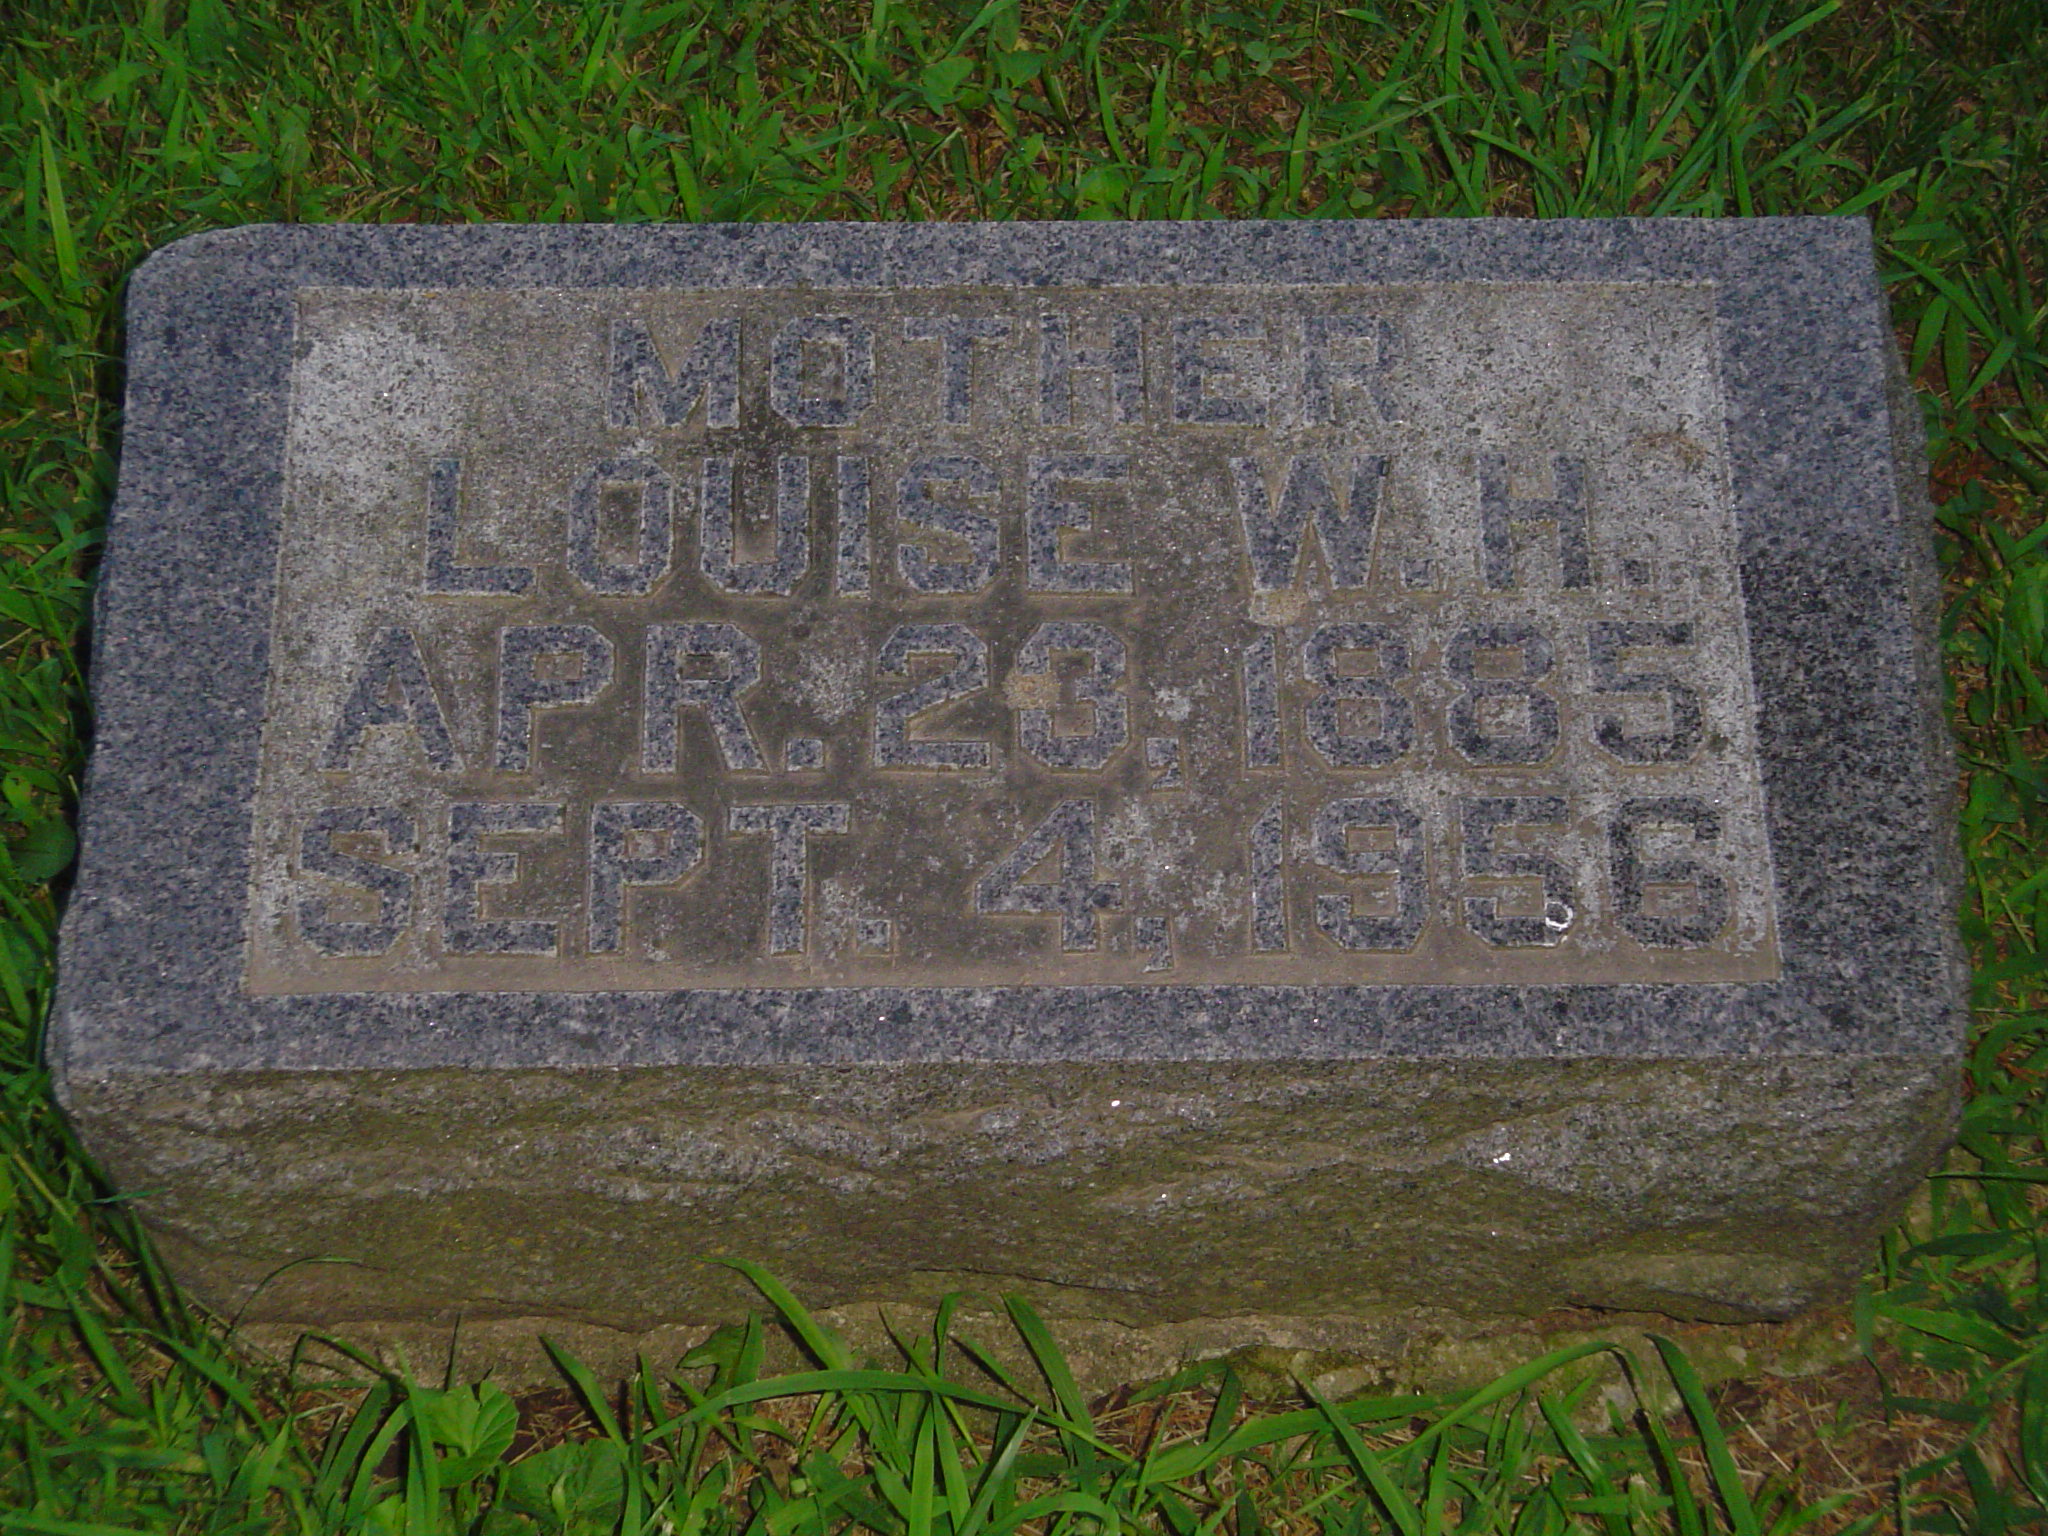 MOTHER
LOUISE W.H.
APR. 23, 1885
SEPT. 4, 1956